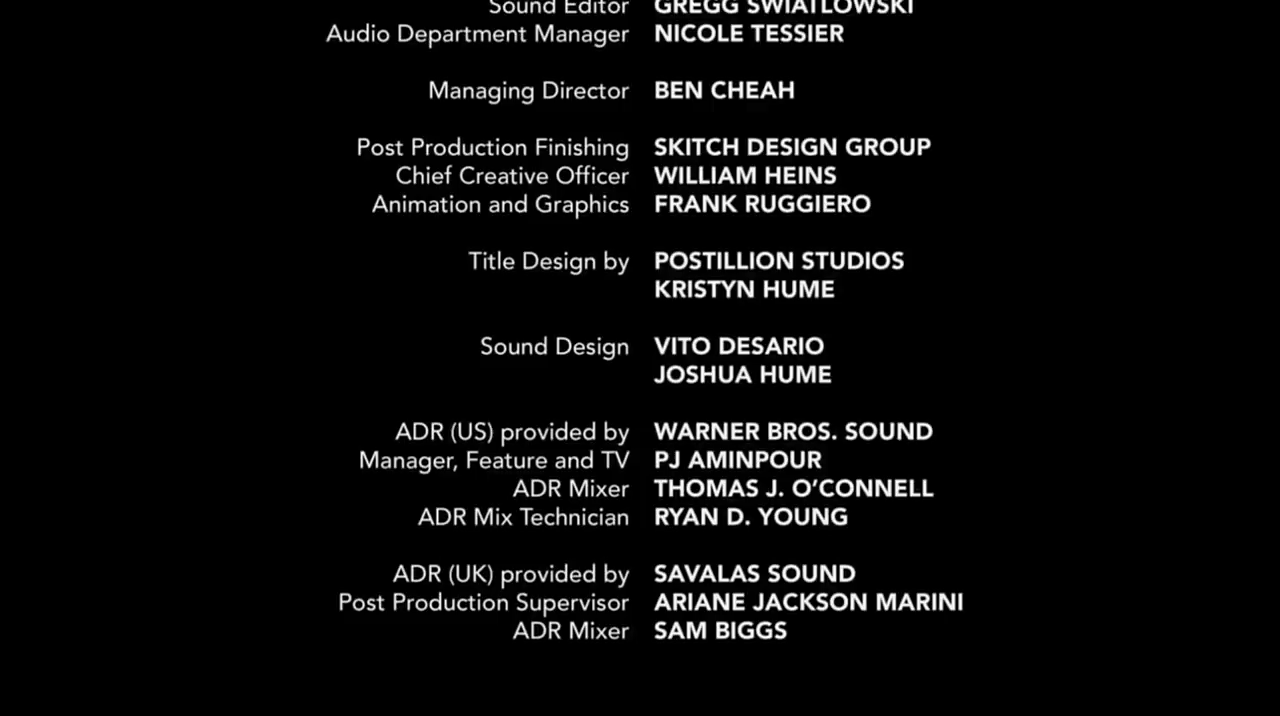 Sound Editor GREGG SWIATLOWSKI
Audio Department Manager NICOLE TESSIER
Managing Director BEN CHEAH
Post Production Finishing SKITCH DESIGN GROUP
Chief Creative Officer WILLIAM HEINS
Animation and Graphics FRANK RUGGIERO
Title Design by POSTILLION STUDIOS
KRISTYN HUME
Sound Design VITO DESARIO
JOSHUA HUME
ADR (US) provided by WARNER BROS. SOUND
Manager, Feature and TV PJ AMINPOUR
ADR Mixer THOMAS J. O’CONNELL
ADR Mix Technician RYAN D. YOUNG
ADR (UK) provided by SAVALAS SOUND
Post Production Supervisor ARIANE JACKSON MARINI
ADR Mixer SAM BIGGS